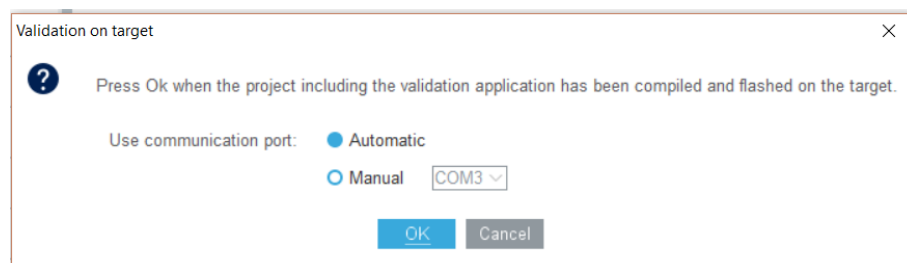 Validation on target
Press Ok when the project including the validation application has been compiled and flashed on the target.
Use communication port:
Automatic
Manual
COM3
OK
Cancel